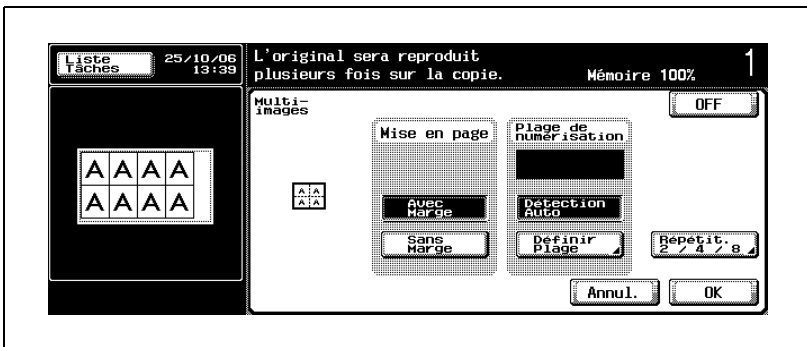 Liste
Tâches
25/10/06
13:39
L'original sera reproduit
plusieurs fois sur la copie.
Mémoire 100%
1
Multi-
images
OFF
Mise en page
Plage de
numérisation
A A A A
A A A A
A A
A A
Avec
Marge
Détection
Auto
Sans
Marge
Définir
Plage
Répétit.
2 / 4 / 8
Annul.
OK